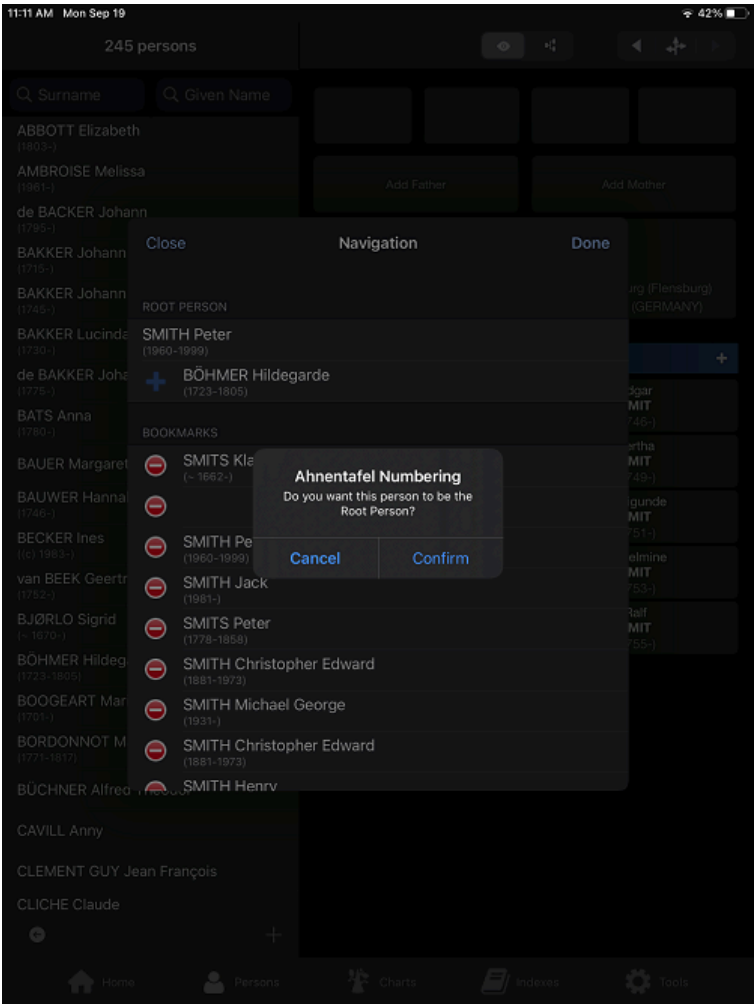 11:11 AM Mon Sep 19
42%
245 persons
Surname
Given Name
ABBOTT Elizabeth
(1803-)
AMBROISE Melissa
(1961-)
de BACKER Johann
(1795-)
BAKKER Johann
(1715-)
BAKKER Johann
(1745-)
BAKKER Lucinda
(1730-)
de BAKKER Joha
(1775-)
BATS Anna
(1780-)
BAUER Margaret
BAUWER Hanna
(1746-)
BECKER Ines
((c) 1983-)
van BEEK Geertr
(1752-)
BJØRLO Sigrid
(~ 1670-)
BÖHMER Hildeg
(1723-1805)
BOOGEART Mar
(1701-)
BORDONNOT M
(1771-1817)
BÜCHNER Alfred Theodor
CAVILL Anny
CLEMENT GUY Jean François
CLICHE Claude
Add Father
Add Mother
urg (Flensburg)
(GERMANY)
dgar
MIT
746-)
ertha
MIT
749-)
igunde
MIT
751-)
elmine
MIT
753-)
Ralf
MIT
755-)
Close
Navigation
Done
ROOT PERSON
SMITH Peter
(1960-1999)
BÖHMER Hildegarde
(1723-1805)
BOOKMARKS
SMITS Kla
(~ 1662-)
SMITH Pe
(1960-1999)
SMITH Jack
(1981-)
SMITS Peter
(1778-1858)
SMITH Christopher Edward
(1881-1973)
SMITH Michael George
(1931-)
SMITH Christopher Edward
(1881-1973)
SMITH Henry
Ahnentafel Numbering
Do you want this person to be the
Root Person?
Cancel
Confirm
Home
Persons
Charts
Indexes
Tools